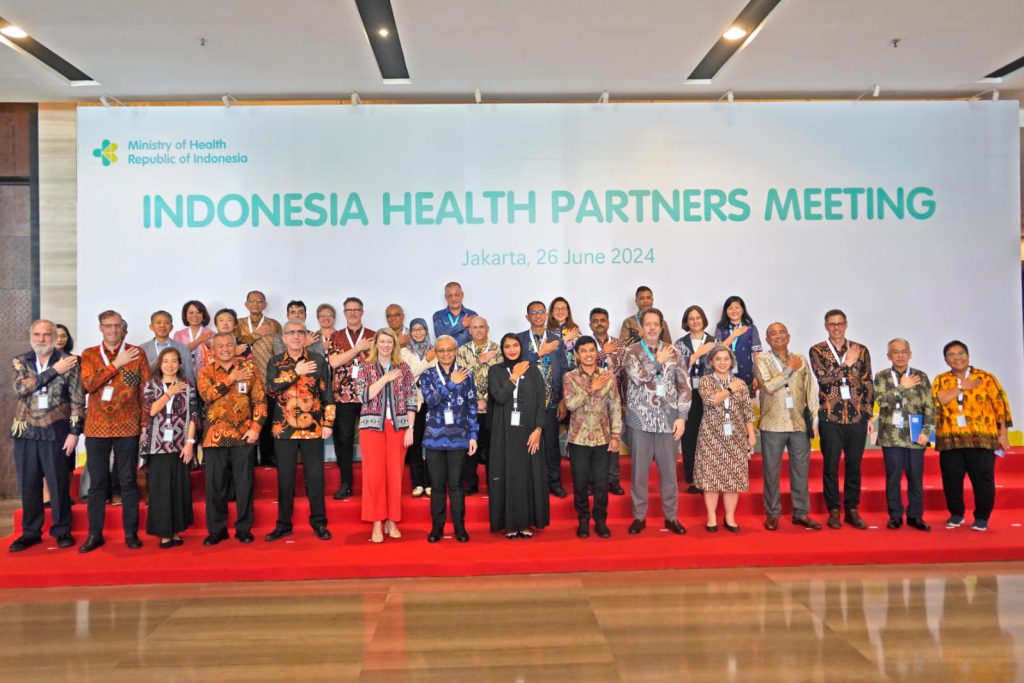 Ministry of Health
Republic of Indonesia
INDONESIA HEALTH PARTNERS MEETING
Jakarta, 26 June 2024